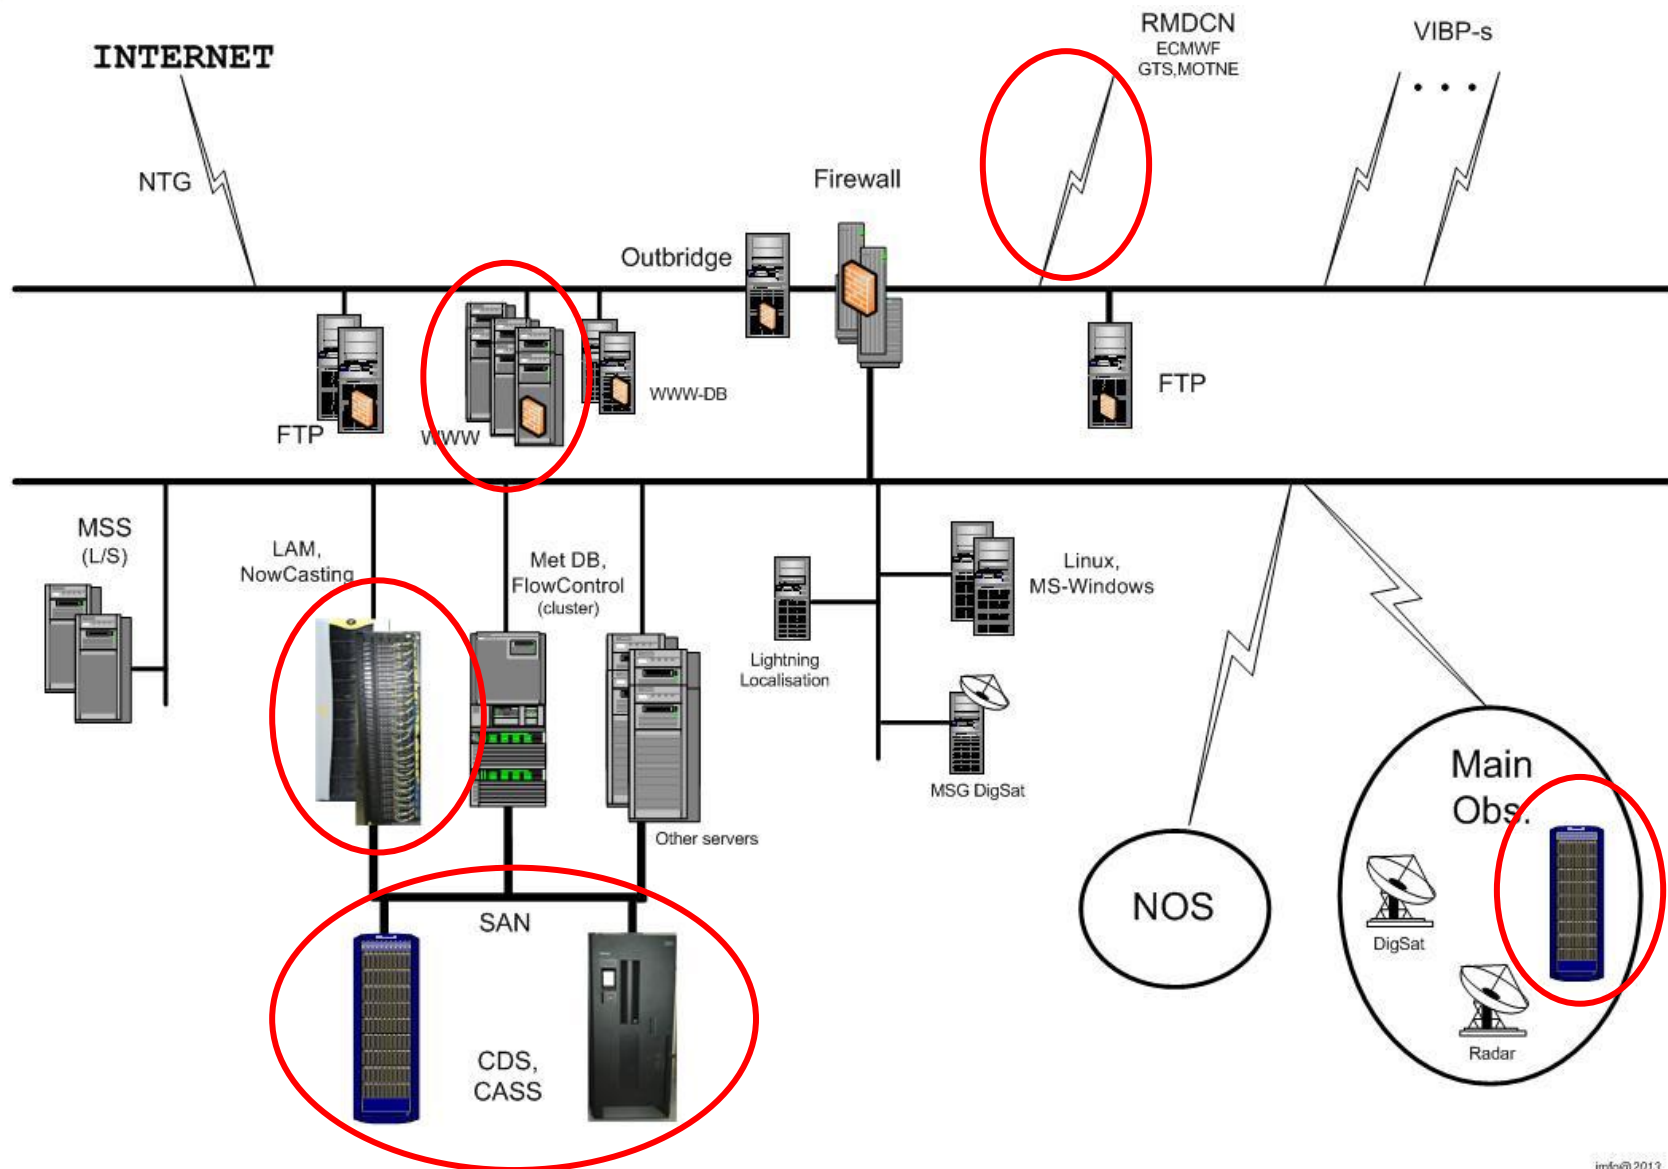 INTERNET
RMDCN
ECMWF
GTS,MOTNE
VIBP-s
• • •
NTG
Firewall
Outbridge
FTP
WWW
WWW-DB
FTP
MSS
(L/S)
LAM,
NowCasting
Met DB,
FlowControl
(cluster)
Linux,
MS-Windows
Lightning
Localisation
MSG DigSat
Other servers
Main
Obs.
NOS
DigSat
Radar
SAN
CDS,
CASS